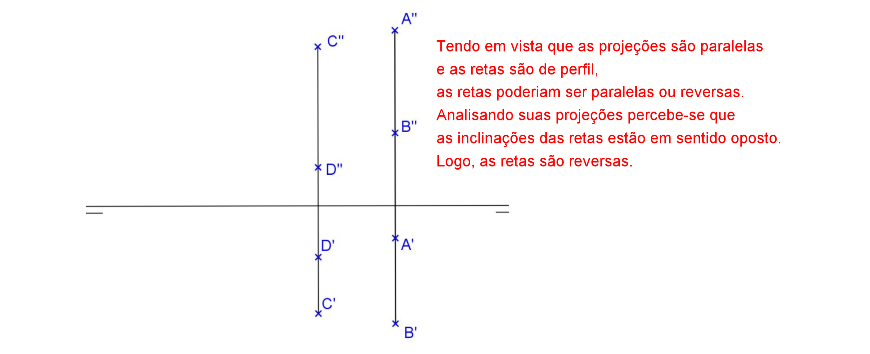 A"
C"
Tendo em vista que as projeções são paralelas
e as retas são de perfil,
as retas poderiam ser paralelas ou reversas.
Analisando suas projeções percebe-se que
B"
as inclinações das retas estão em sentido oposto.
Logo, as retas são reversas.
D"
D'
A'
C'
B'